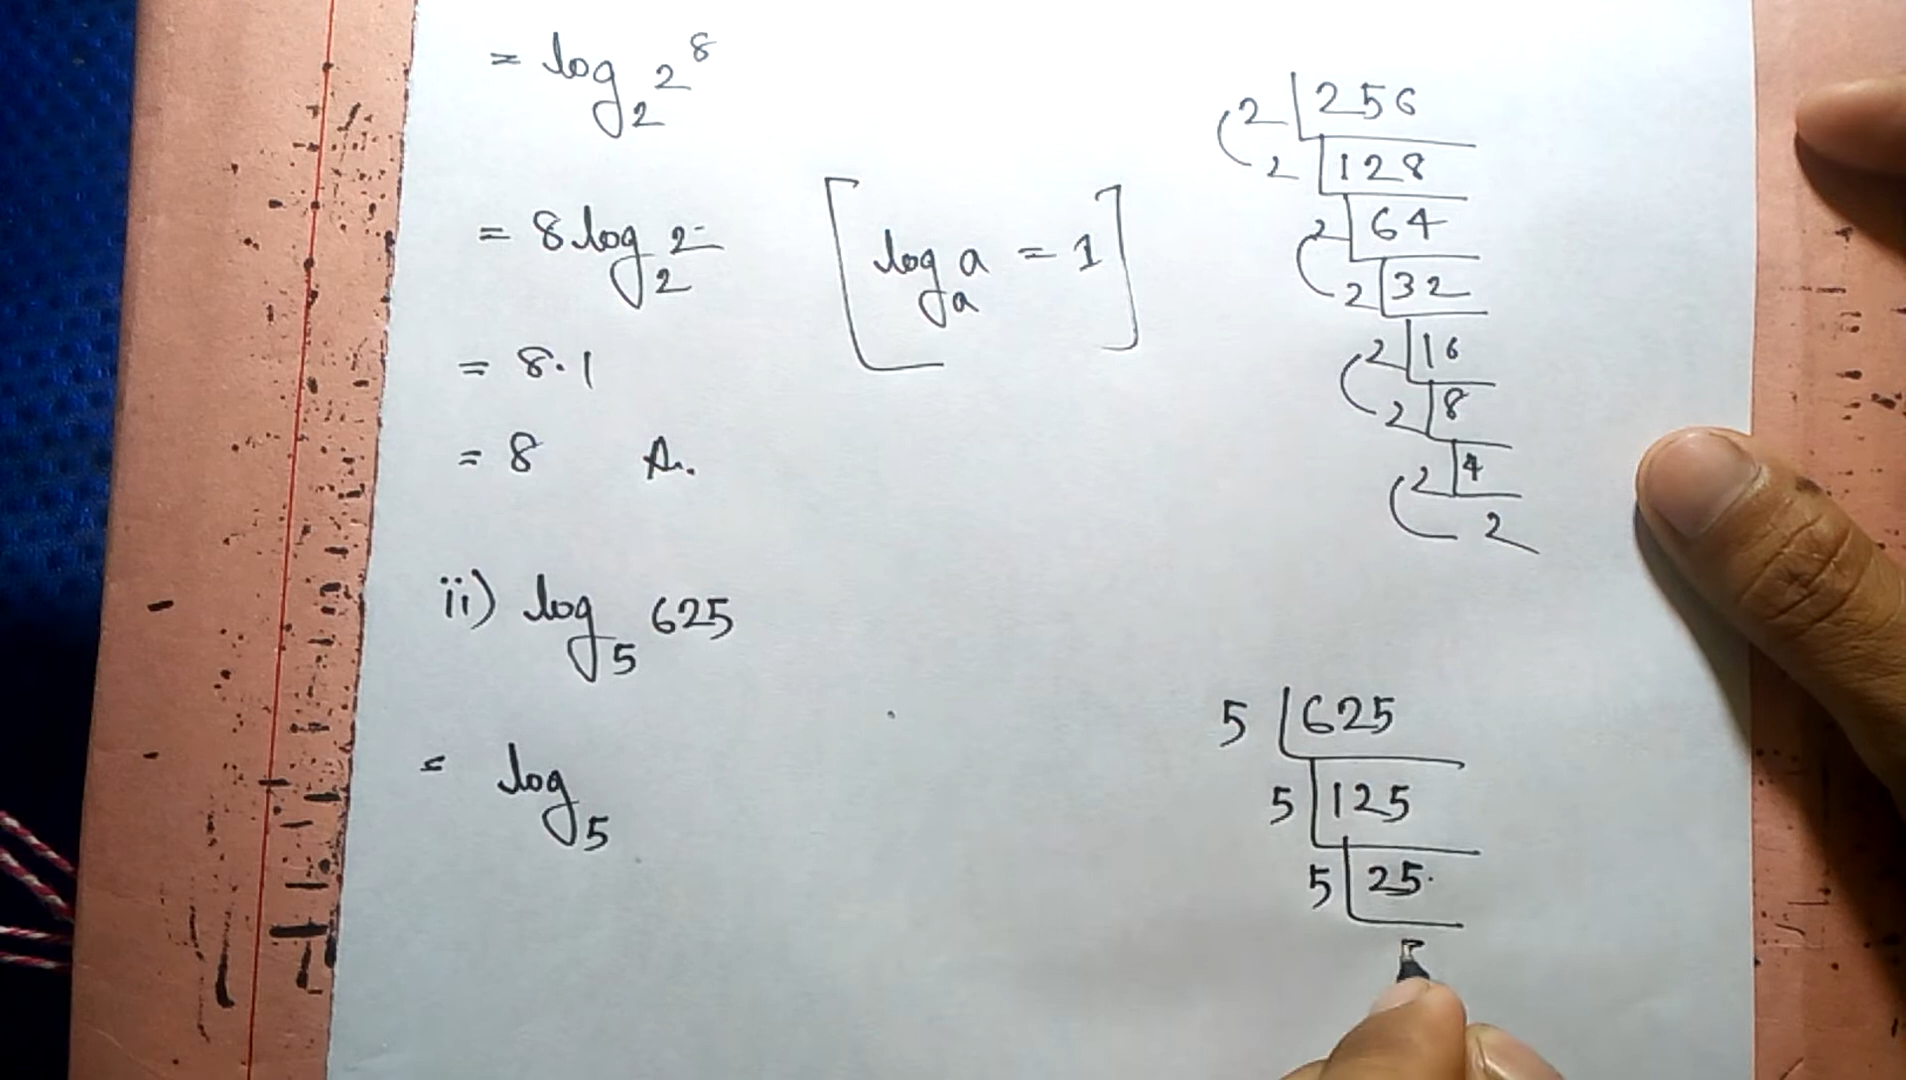 = log₂ 2⁸
= 8 log₂ 2
[ logₐ a = 1 ]
= 8.1
= 8 A.
2 | 256
2 | 128
2 | 64
2 | 32
2 | 16
2 | 8
2 | 4
2
ii) log₅ 625
= log₅
5 | 625
5 | 125
5 | 25